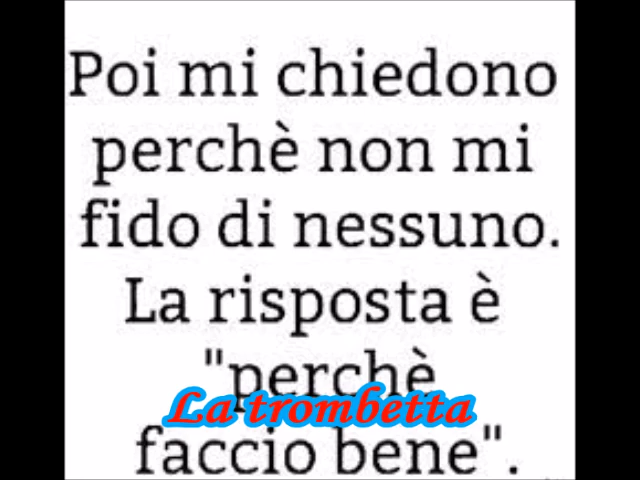 Poi mi chiedono
perchè non mi
fido di nessuno.
La risposta è
"perchè
La trombetta
faccio bene".